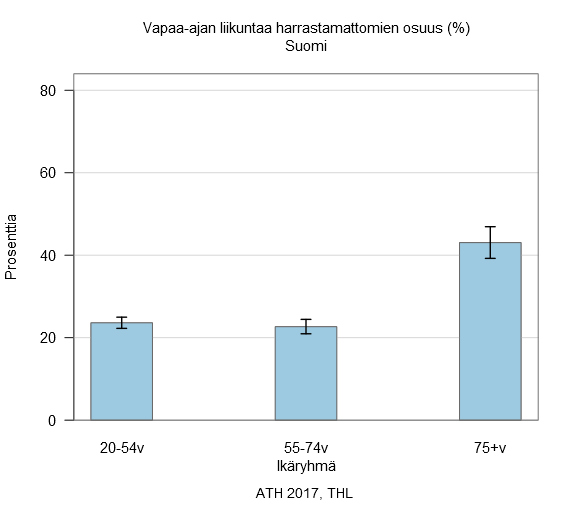 Vapaa-ajan liikuntaa harrastamattomien osuus (%)
Suomi
Prosenttia
80
60
40
20
0
20-54v
55-74v
75+v
Ikäryhmä
ATH 2017, THL